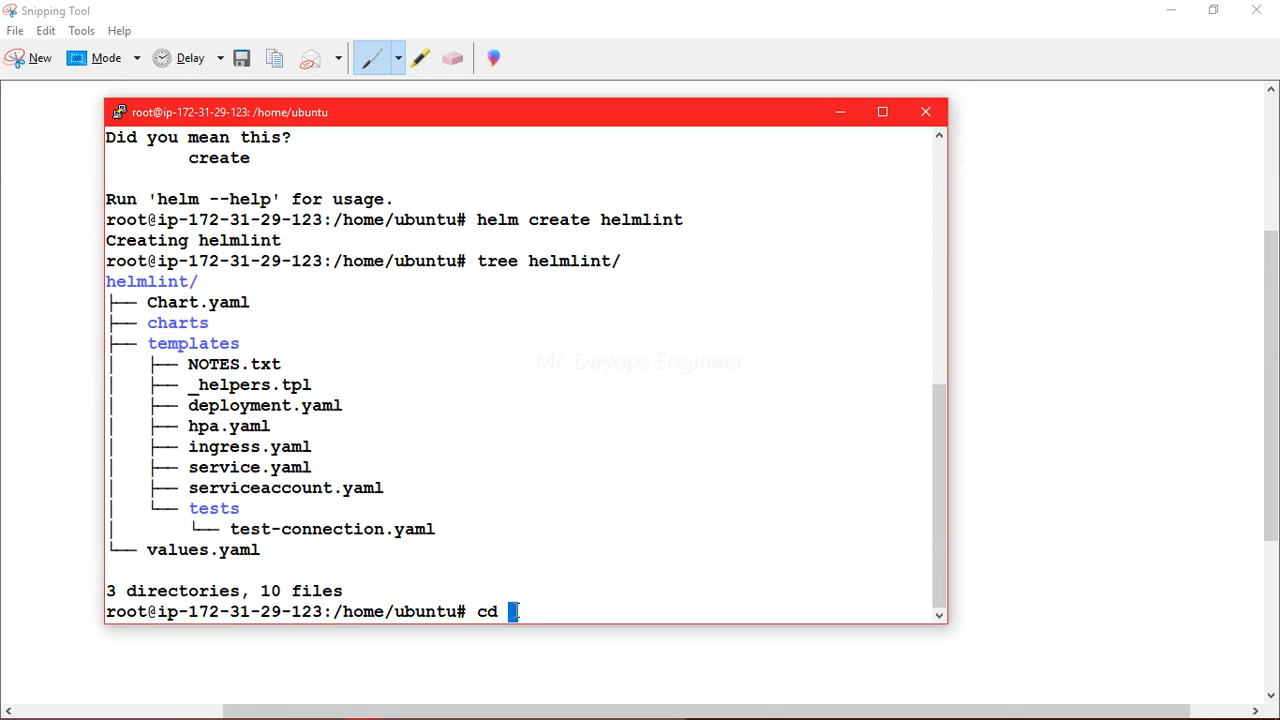 Snipping Tool
File Edit Tools Help
New Mode Delay
root@ip-172-31-29-123: /home/ubuntu
Did you mean this?
        create
Run 'helm --help' for usage.
root@ip-172-31-29-123:/home/ubuntu# helm create helmlint
Creating helmlint
root@ip-172-31-29-123:/home/ubuntu# tree helmlint/
helmlint/
├── Chart.yaml
├── charts
├── templates
│   ├── NOTES.txt
│   ├── _helpers.tpl
│   ├── deployment.yaml
│   ├── hpa.yaml
│   ├── ingress.yaml
│   ├── service.yaml
│   ├── serviceaccount.yaml
│   └── tests
│       └── test-connection.yaml
└── values.yaml
3 directories, 10 files
root@ip-172-31-29-123:/home/ubuntu# cd
Mr. Devops Engineer